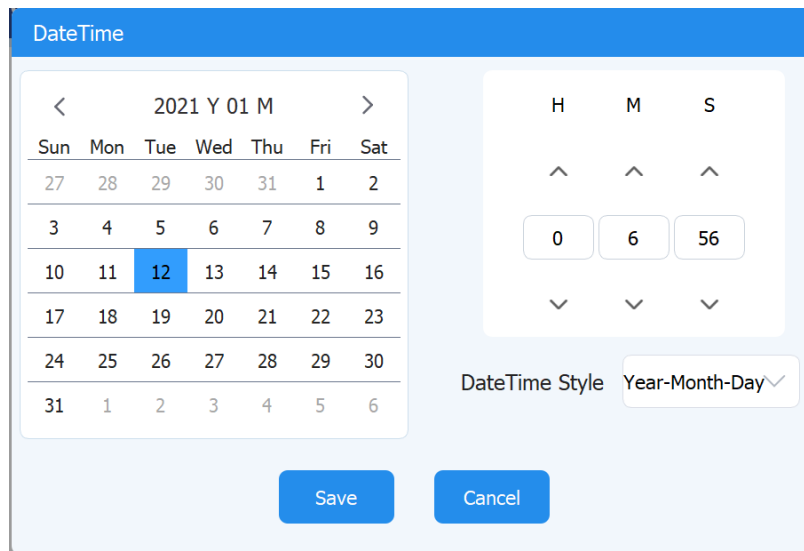 DateTime
2021 Y 01 M
Sun Mon Tue Wed Thu Fri Sat
27 28 29 30 31 1 2
3 4 5 6 7 8 9
10 11 12 13 14 15 16
17 18 19 20 21 22 23
24 25 26 27 28 29 30
31 1 2 3 4 5 6
H M S
0 6 56
DateTime Style Year-Month-Day
Save Cancel